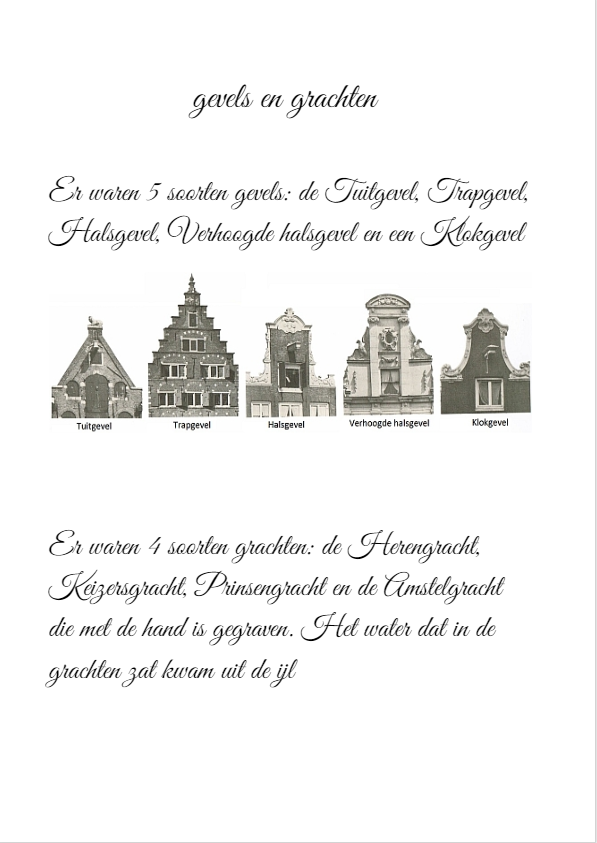 gevels en grachten
Er waren 5 soorten gevels: de Tuitgevel, Trapgevel,
Halsgevel, Verhoogde halsgevel en een Klokgevel
Tuitgevel Trapgevel Halsgevel Verhoogde halsgevel Klokgevel
Er waren 4 soorten grachten: de Herengracht,
Keizersgracht, Prinsengracht en de Amstelgracht
die met de hand is gegraven. Het water dat in de
grachten zat kwam uit de ijl